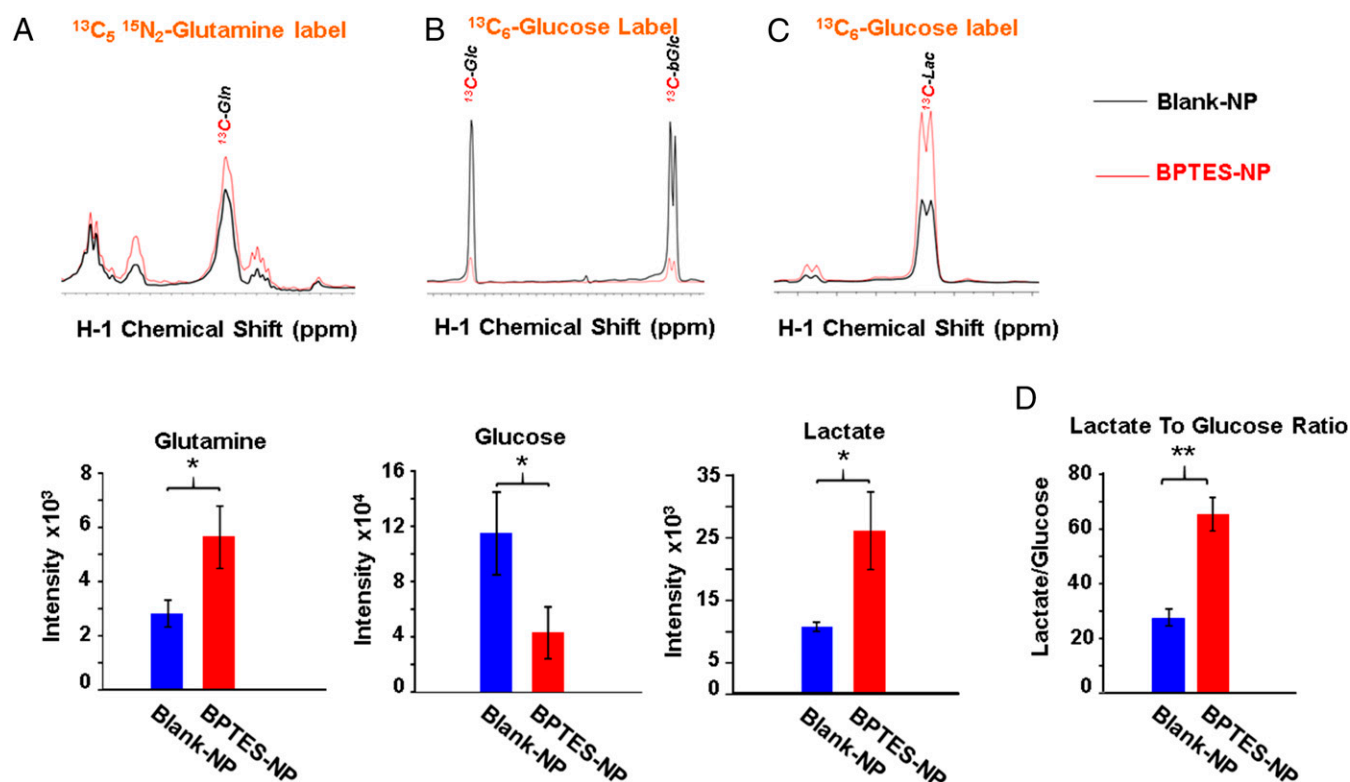 A
¹³C₅ ¹⁵N₂-Glutamine label
¹³C-Gln
H-1 Chemical Shift (ppm)
B
¹³C₆-Glucose Label
¹³C-Glc
¹³C-bGlc
H-1 Chemical Shift (ppm)
C
¹³C₆-Glucose label
¹³C-Lac
H-1 Chemical Shift (ppm)
Blank-NP
BPTES-NP
Glutamine
*
Intensity x10³
8
6
4
2
0
Blank-NP
BPTES-NP
Glucose
*
Intensity x10⁴
16
12
8
4
0
Blank-NP
BPTES-NP
Lactate
*
Intensity x10³
35
25
15
5
0
Blank-NP
BPTES-NP
D
Lactate To Glucose Ratio
**
Lactate/Glucose
80
60
40
20
0
Blank-NP
BPTES-NP